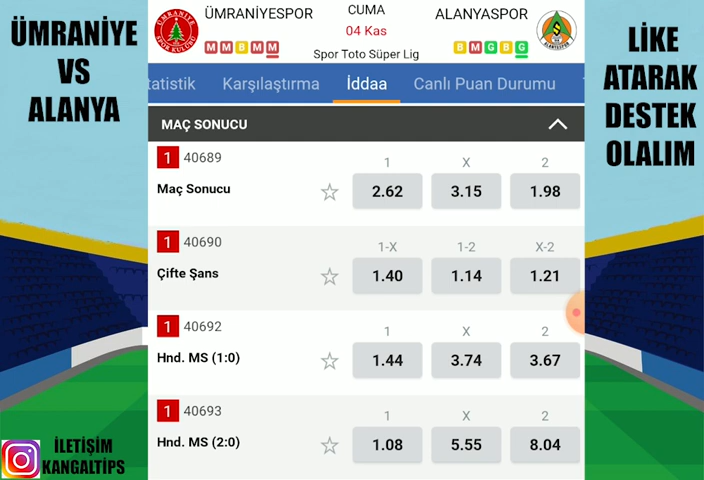 ÜMRANİYE
VS
ALANYA
ÜMRANİYESPOR
M M B M M
CUMA
04 Kas
Spor Toto Süper Lig
ALANYASPOR
B M G B G
LİKE
ATARAK
DESTEK
OLALIM
tatistik Karşılaştırma İddaa Canlı Puan Durumu
MAÇ SONUCU
1 40689 1 X 2
Maç Sonucu 2.62 3.15 1.98
1 40690 1-X 1-2 X-2
Çifte Şans 1.40 1.14 1.21
1 40692 1 X 2
Hnd. MS (1:0) 1.44 3.74 3.67
1 40693 1 X 2
Hnd. MS (2:0) 1.08 5.55 8.04
İLETİŞİM
KANGALTİPS